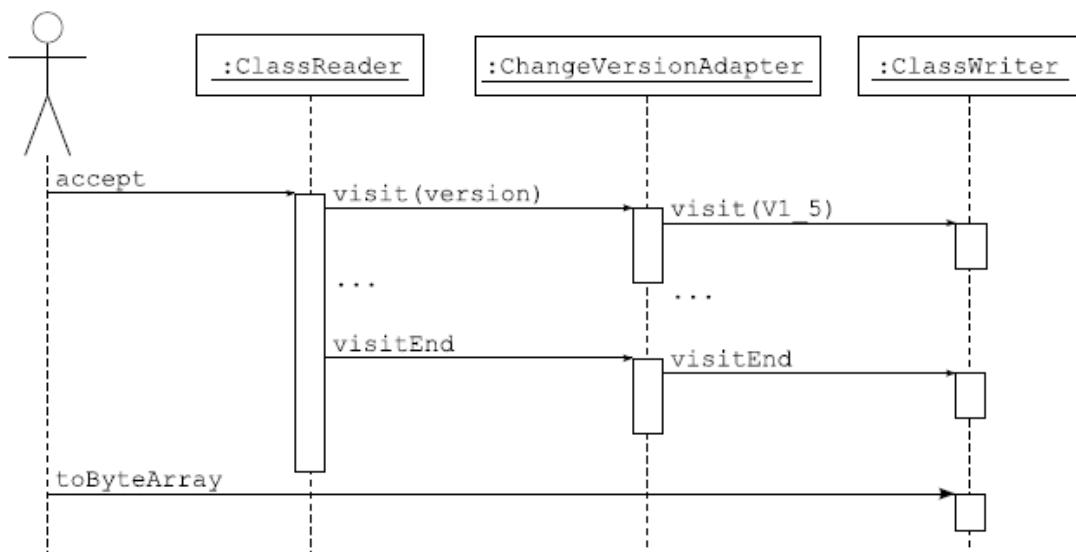 :ClassReader
:ChangeVersionAdapter
:ClassWriter
accept
visit(version)
visit(V1_5)
...
...
visitEnd
visitEnd
toByteArray